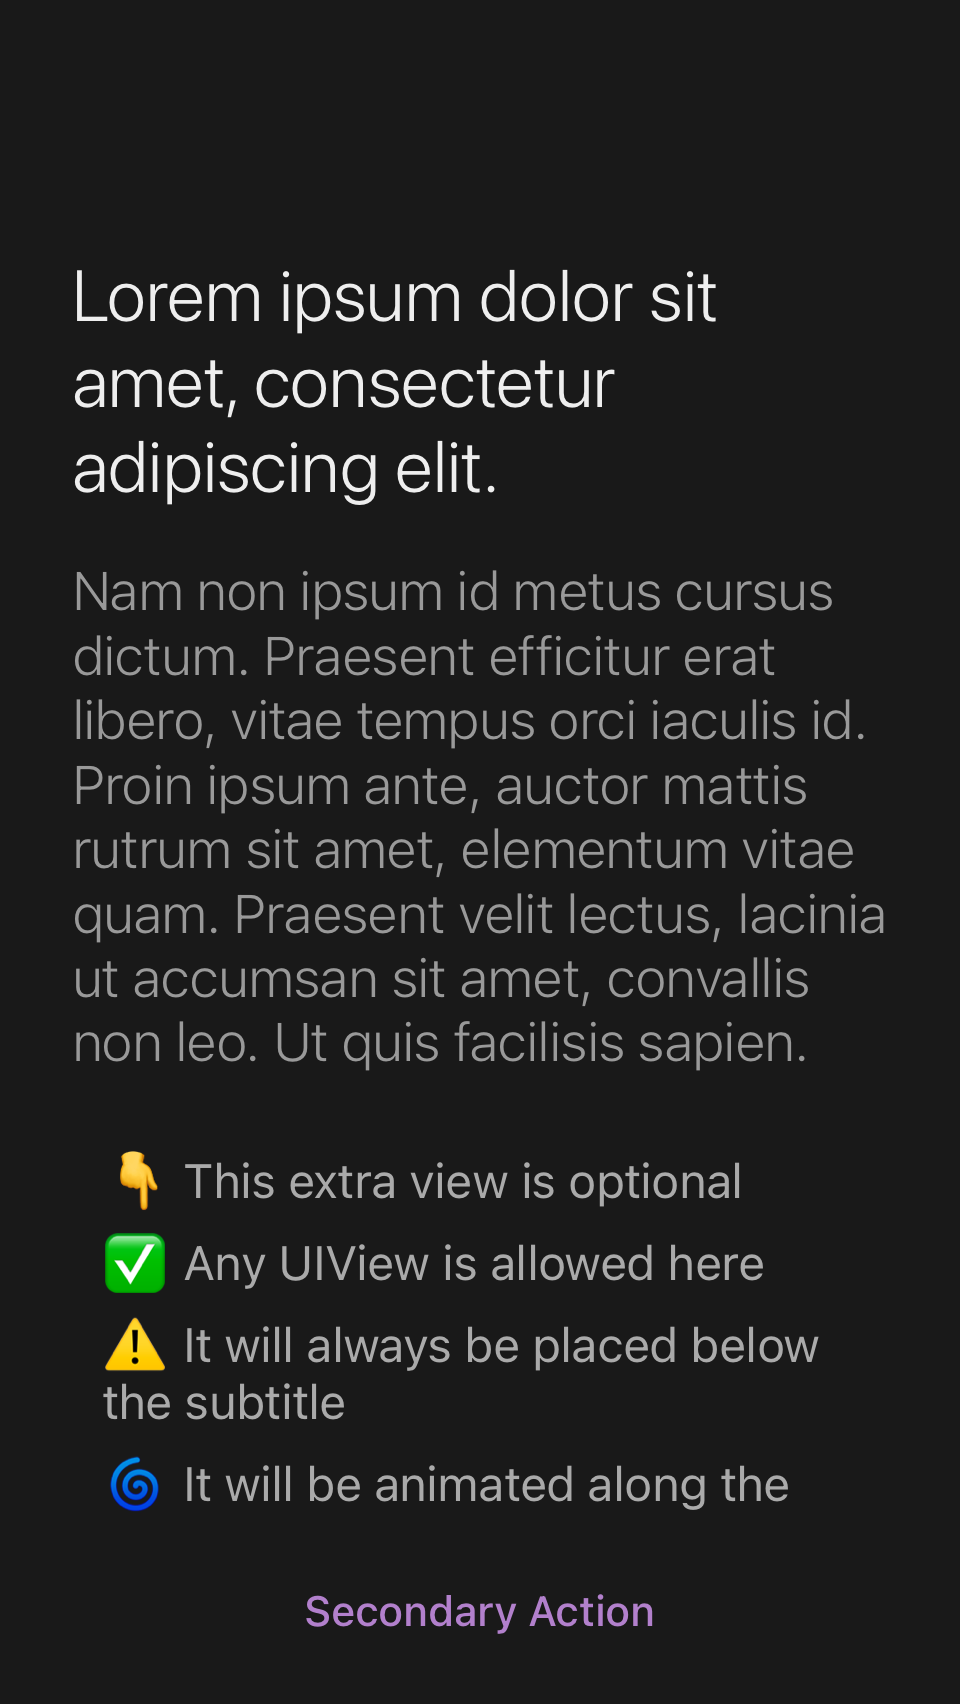 Lorem ipsum dolor sit
amet, consectetur
adipiscing elit.
Nam non ipsum id metus cursus
dictum. Praesent efficitur erat
libero, vitae tempus orci iaculis id.
Proin ipsum ante, auctor mattis
rutrum sit amet, elementum vitae
quam. Praesent velit lectus, lacinia
ut accumsan sit amet, convallis
non leo. Ut quis facilisis sapien.
👇 This extra view is optional
✅ Any UIView is allowed here
⚠️ It will always be placed below
the subtitle
🌀 It will be animated along the
Secondary Action